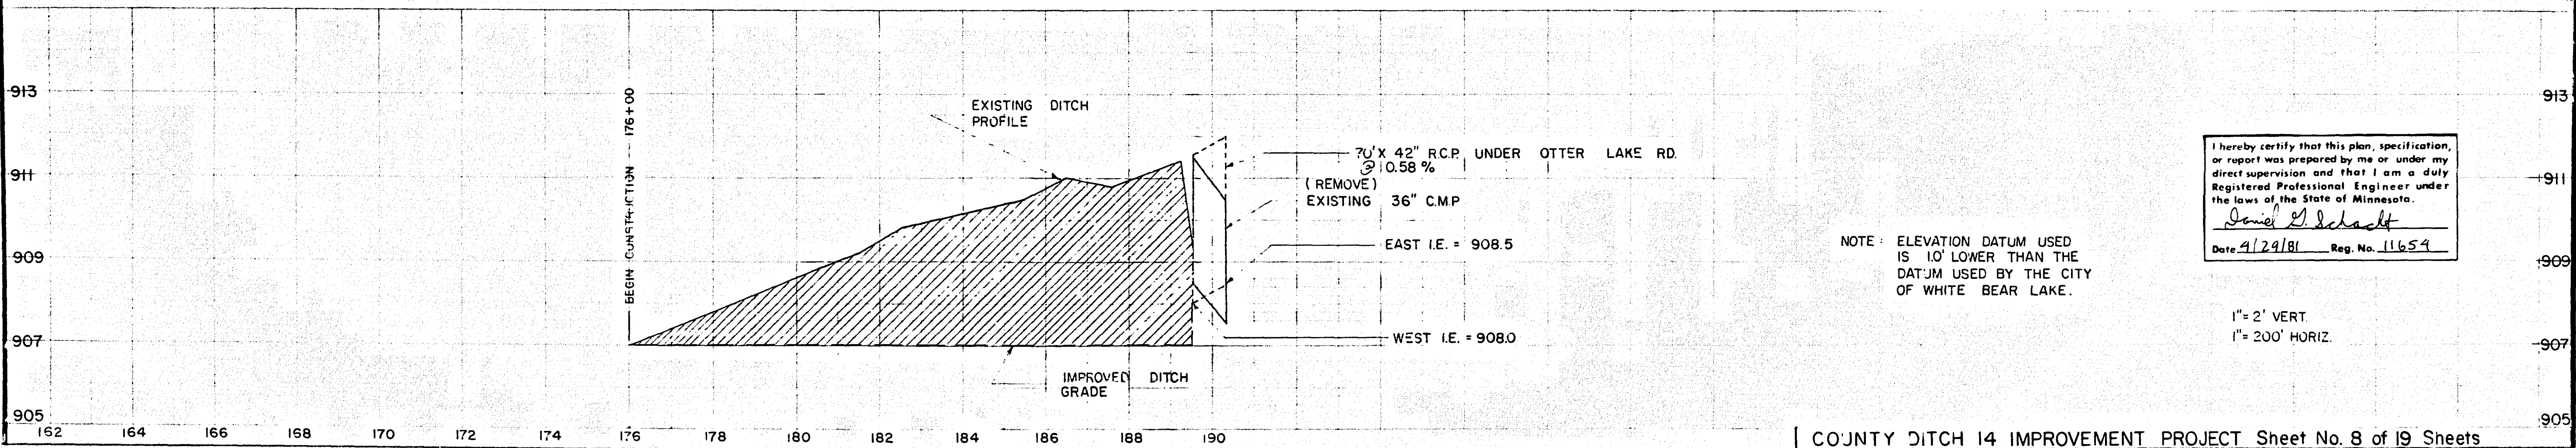 913
911
909
907
905
BEGIN CONSTRUCTION 176+00
EXISTING DITCH
PROFILE
70' X 42" R.C.P. UNDER OTTER LAKE RD.
@ 0.58 %
( REMOVE )
EXISTING 36" C.M.P
EAST I.E. = 908.5
WEST I.E. = 908.0
IMPROVED DITCH
GRADE
NOTE : ELEVATION DATUM USED
IS 1.0' LOWER THAN THE
DATUM USED BY THE CITY
OF WHITE BEAR LAKE.
I hereby certify that this plan, specification,
or report was prepared by me or under my
direct supervision and that I am a duly
Registered Professional Engineer under
the laws of the State of Minnesota.
Daniel G. Schacht
Date 4/29/81 Reg. No. 11654
1" = 2' VERT.
1" = 200' HORIZ.
913
911
909
907
905
162 164 166 168 170 172 174 176 178 180 182 184 186 188 190
COUNTY DITCH 14 IMPROVEMENT PROJECT Sheet No. 8 of 19 Sheets